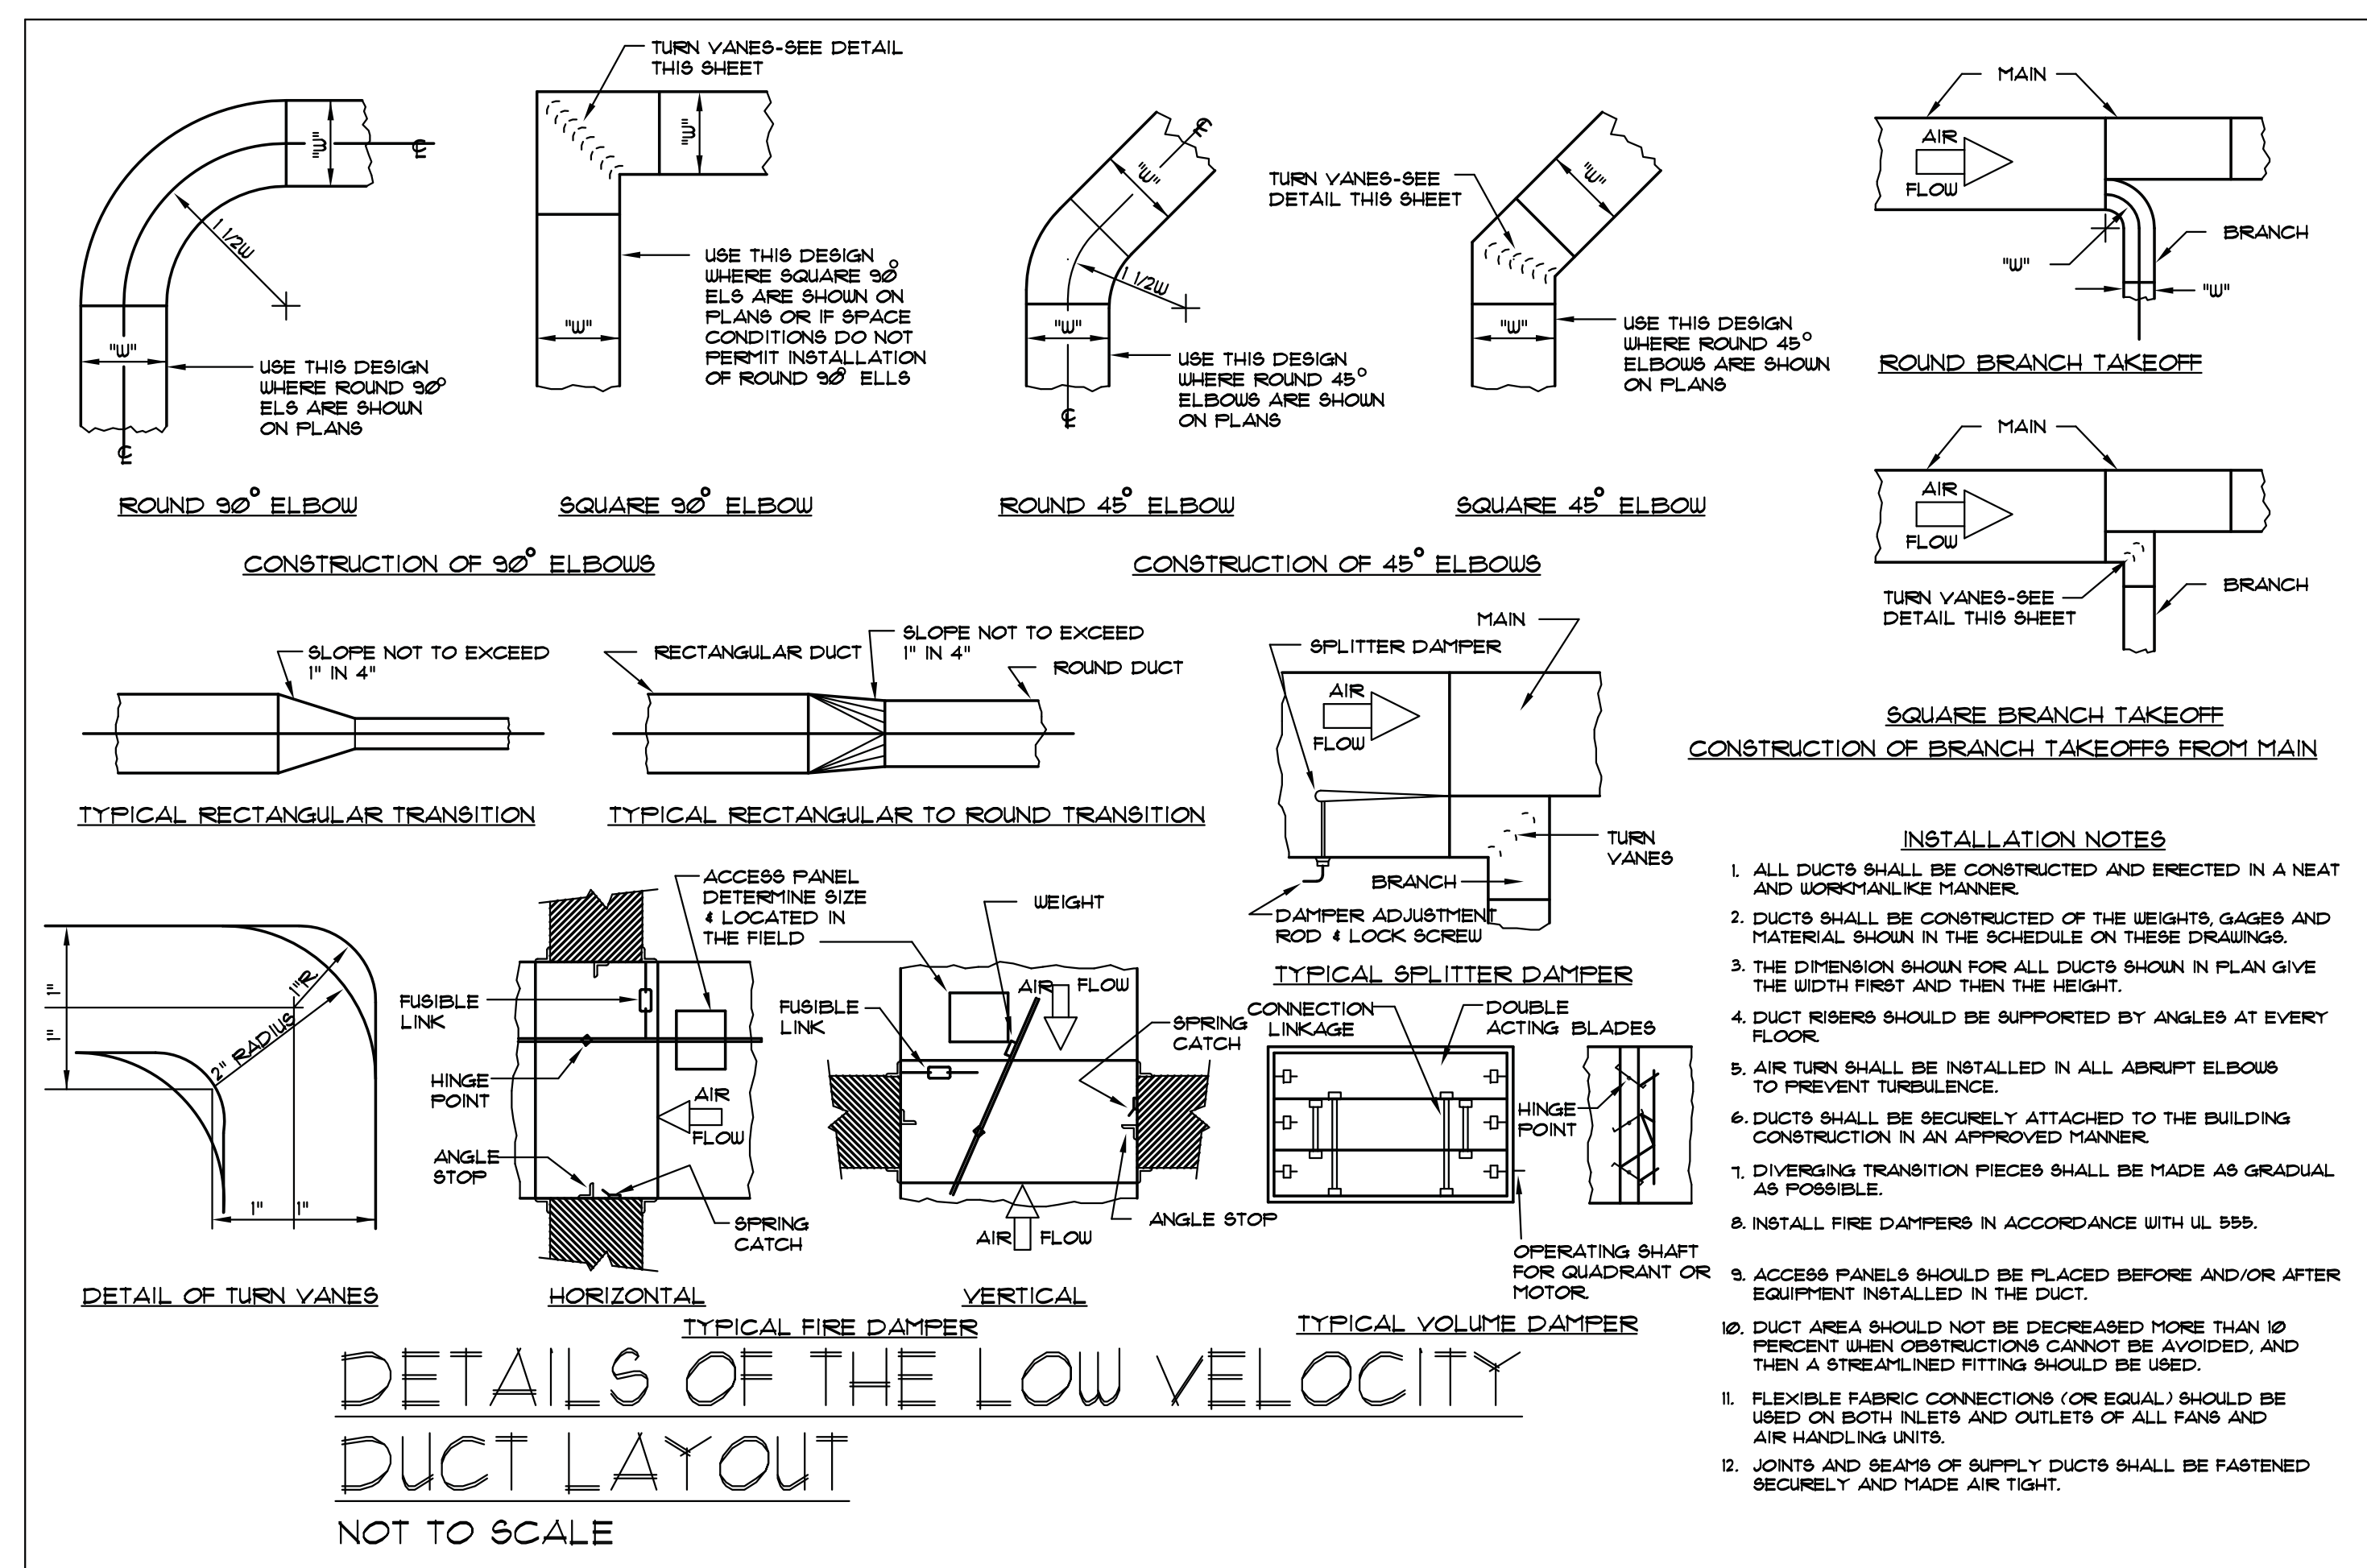 TURN VANES-SEE DETAIL
THIS SHEET
"W"
℄
1 1/2W
"W"
USE THIS DESIGN
WHERE ROUND 90°
ELS ARE SHOWN
ON PLANS
℄
ROUND 90° ELBOW
"W"
"W"
USE THIS DESIGN
WHERE SQUARE 90°
ELS ARE SHOWN ON
PLANS OR IF SPACE
CONDITIONS DO NOT
PERMIT INSTALLATION
OF ROUND 90° ELLS
SQUARE 90° ELBOW
CONSTRUCTION OF 90° ELBOWS
℄
"W"
1 1/2W
"W"
USE THIS DESIGN
WHERE ROUND 45°
ELBOWS ARE SHOWN
ON PLANS
℄
ROUND 45° ELBOW
TURN VANES-SEE
DETAIL THIS SHEET
"W"
"W"
USE THIS DESIGN
WHERE ROUND 45°
ELBOWS ARE SHOWN
ON PLANS
SQUARE 45° ELBOW
CONSTRUCTION OF 45° ELBOWS
MAIN
AIR
FLOW
BRANCH
"W"
"W"
ROUND BRANCH TAKEOFF
MAIN
AIR
FLOW
BRANCH
TURN VANES-SEE
DETAIL THIS SHEET
SQUARE BRANCH TAKEOFF
CONSTRUCTION OF BRANCH TAKEOFFS FROM MAIN
SLOPE NOT TO EXCEED
1" IN 4"
TYPICAL RECTANGULAR TRANSITION
RECTANGULAR DUCT
SLOPE NOT TO EXCEED
1" IN 4"
ROUND DUCT
TYPICAL RECTANGULAR TO ROUND TRANSITION
MAIN
SPLITTER DAMPER
AIR
FLOW
TURN
VANES
BRANCH
DAMPER ADJUSTMENT
ROD & LOCK SCREW
TYPICAL SPLITTER DAMPER
1"
1"
1"R
2" RADIUS
1"
1"
DETAIL OF TURN VANES
ACCESS PANEL
DETERMINE SIZE
& LOCATED IN
THE FIELD
FUSIBLE
LINK
HINGE
POINT
AIR
FLOW
ANGLE
STOP
SPRING
CATCH
HORIZONTAL
WEIGHT
AIR FLOW
FUSIBLE
LINK
SPRING
CATCH
ANGLE STOP
AIR FLOW
VERTICAL
TYPICAL FIRE DAMPER
CONNECTION
LINKAGE
DOUBLE
ACTING BLADES
HINGE
POINT
OPERATING SHAFT
FOR QUADRANT OR
MOTOR.
TYPICAL VOLUME DAMPER
INSTALLATION NOTES
1. ALL DUCTS SHALL BE CONSTRUCTED AND ERECTED IN A NEAT
AND WORKMANLIKE MANNER.
2. DUCTS SHALL BE CONSTRUCTED OF THE WEIGHTS, GAGES AND
MATERIAL SHOWN IN THE SCHEDULE ON THESE DRAWINGS.
3. THE DIMENSION SHOWN FOR ALL DUCTS SHOWN IN PLAN GIVE
THE WIDTH FIRST AND THEN THE HEIGHT.
4. DUCT RISERS SHOULD BE SUPPORTED BY ANGLES AT EVERY
FLOOR.
5. AIR TURN SHALL BE INSTALLED IN ALL ABRUPT ELBOWS
TO PREVENT TURBULENCE.
6. DUCTS SHALL BE SECURELY ATTACHED TO THE BUILDING
CONSTRUCTION IN AN APPROVED MANNER.
7. DIVERGING TRANSITION PIECES SHALL BE MADE AS GRADUAL
AS POSSIBLE.
8. INSTALL FIRE DAMPERS IN ACCORDANCE WITH UL 555.
9. ACCESS PANELS SHOULD BE PLACED BEFORE AND/OR AFTER
EQUIPMENT INSTALLED IN THE DUCT.
10. DUCT AREA SHOULD NOT BE DECREASED MORE THAN 10
PERCENT WHEN OBSTRUCTIONS CANNOT BE AVOIDED, AND
THEN A STREAMLINED FITTING SHOULD BE USED.
11. FLEXIBLE FABRIC CONNECTIONS (OR EQUAL) SHOULD BE
USED ON BOTH INLETS AND OUTLETS OF ALL FANS AND
AIR HANDLING UNITS.
12. JOINTS AND SEAMS OF SUPPLY DUCTS SHALL BE FASTENED
SECURELY AND MADE AIR TIGHT.
DETAILS OF THE LOW VELOCITY
DUCT LAYOUT
NOT TO SCALE